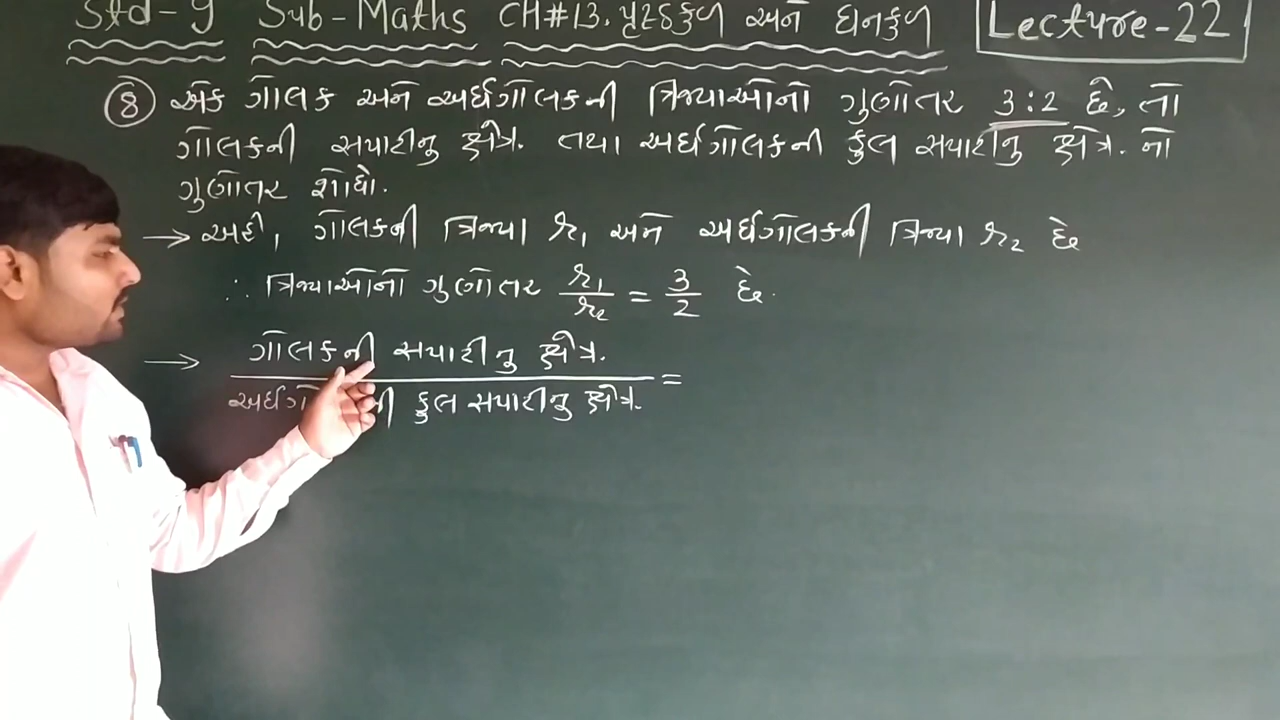 Std-9 Sub-Maths CH#13. પૃષ્ઠફળ અને ઘનફળ Lecture-22
8 એક ગોલક અને અર્ધગોલકની ત્રિજ્યાઓનો ગુણોત્તર 3:2 છે, તો
ગોલકની સપાટીનુ ક્ષેત્ર. તથા અર્ધગોલકની કુલ સપાટીનુ ક્ષેત્ર. નો
ગુણોત્તર શોધો.
→ અહી, ગોલકની ત્રિજ્યા r₁ અને અર્ધગોલકની ત્રિજ્યા r₂ છે
∴ ત્રિજ્યાઓનો ગુણોત્તર r₁/r₂ = 3/2 છે.
→ ગોલકની સપાટીનુ ક્ષેત્ર.
કુલ સપાટીનુ ક્ષેત્ર. =